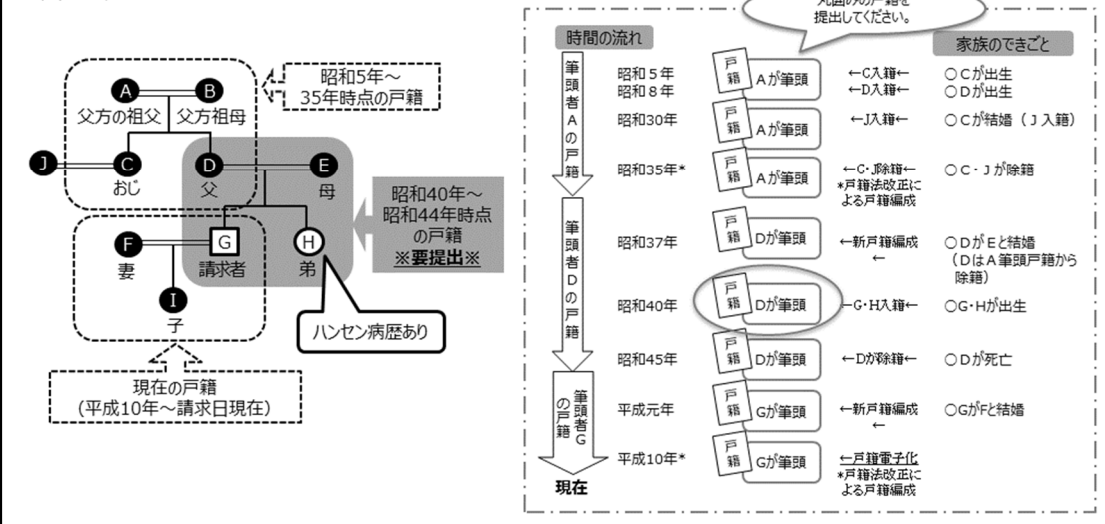 昭和5年～
35年時点の戸籍
A
B
父方の祖父
父方祖母
J
C
D
E
おじ
父
母
昭和40年～
昭和44年時点
の戸籍
※要提出※
F
G
H
妻
請求者
弟
I
子
ハンセン病歴あり
現在の戸籍
(平成10年～請求日現在)
提出してください。
時間の流れ
家族のできごと
筆頭者Aの戸籍
昭和５年
昭和８年
戸籍
Aが筆頭
←C入籍←
←D入籍←
○Ｃが出生
○Ｄが出生
昭和30年
戸籍
Aが筆頭
←J入籍←
○Ｃが結婚（Ｊ入籍）
昭和35年*
戸籍
Aが筆頭
←C・J除籍←
*戸籍法改正に
よる戸籍編成
○Ｃ・Ｊが除籍
筆頭者Dの戸籍
昭和37年
戸籍
Dが筆頭
←新戸籍編成
←
○ＤがＥと結婚
（ＤはＡ筆頭戸籍から
除籍）
昭和40年
戸籍
Dが筆頭
←G・H入籍←
○G・Hが出生
昭和45年
戸籍
Dが筆頭
←Dが除籍←
○Ｄが死亡
筆頭者G
の戸籍
平成元年
戸籍
Gが筆頭
←新戸籍編成
←
○GがFと結婚
平成10年*
戸籍
Gが筆頭
←戸籍電子化
*戸籍法改正に
よる戸籍編成
現在